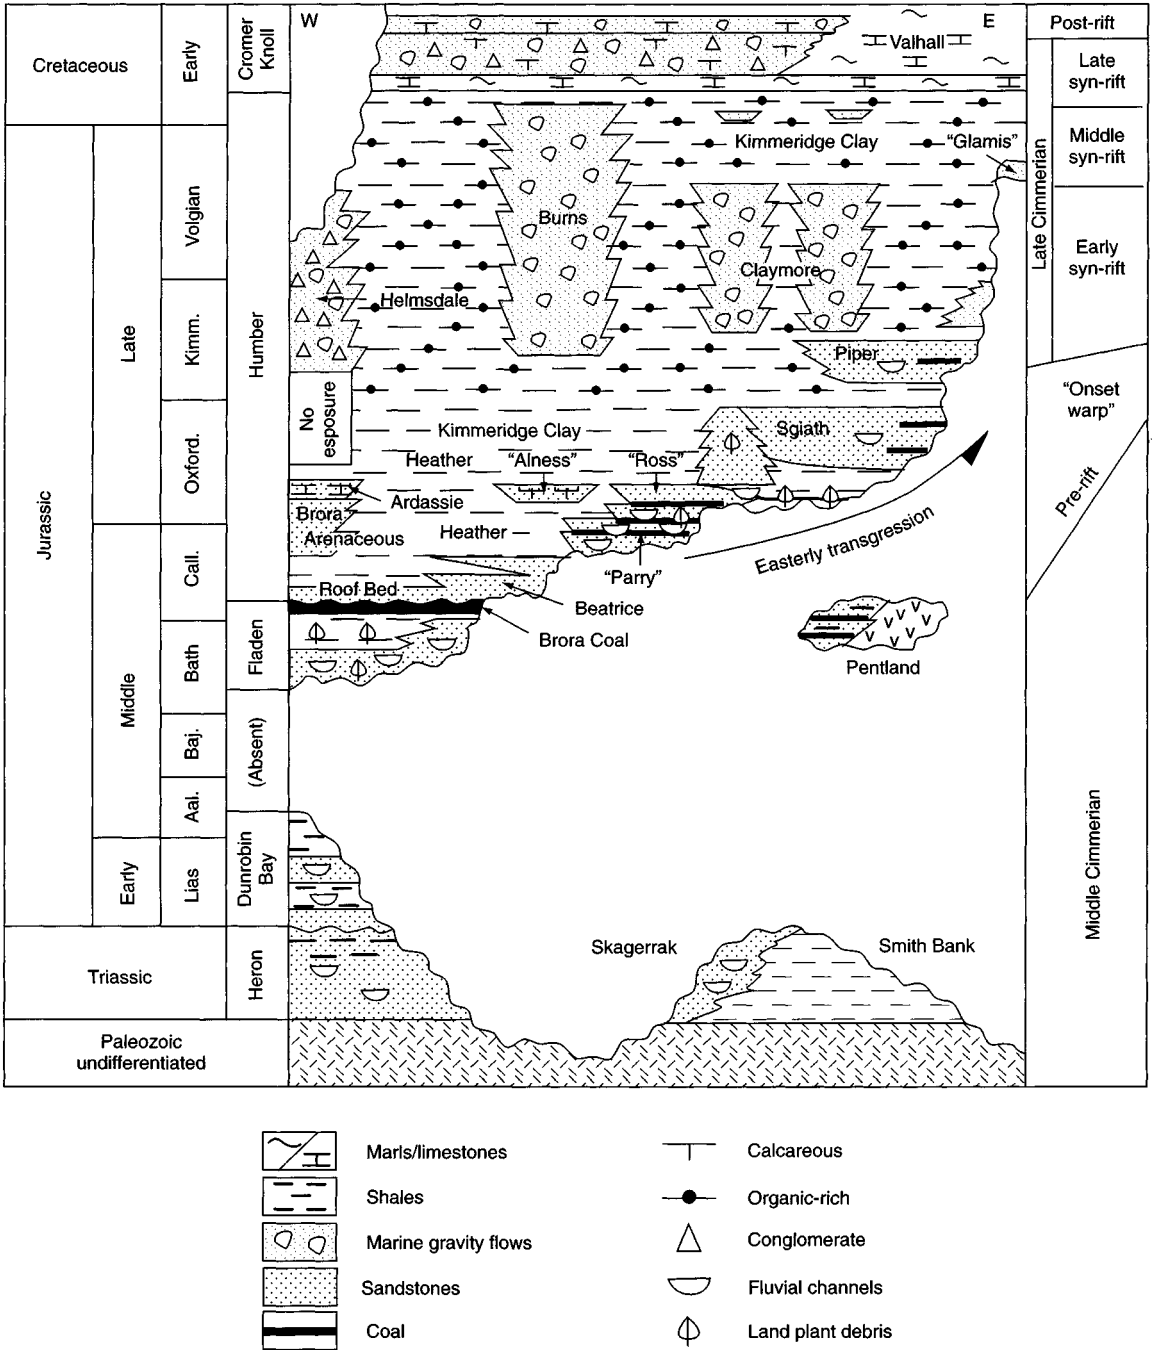 W
E
Cretaceous
Early
Cromer
Knoll
Valhall
Post-rift
Late
syn-rift
Kimmeridge Clay
"Glamis"
Middle
syn-rift
Late Cimmerian
Jurassic
Late
Volgian
Humber
Burns
Claymore
Early
syn-rift
Helmsdale
Kimm.
Piper
No
esposure
"Onset
warp"
Oxford.
Kimmeridge Clay
Sgiath
Heather
"Alness"
"Ross"
Pre-rift
Ardassie
Brora
Arenaceous
Heather
Easterly transgression
Middle
Call.
"Parry"
Roof Bed
Beatrice
Brora Coal
Bath
Fladen
Pentland
Baj.
(Absent)
Aal.
Middle Cimmerian
Early
Lias
Dunrobin
Bay
Triassic
Heron
Skagerrak
Smith Bank
Paleozoic
undifferentiated
Marls/limestones
Calcareous
Shales
Organic-rich
Marine gravity flows
Conglomerate
Sandstones
Fluvial channels
Coal
Land plant debris